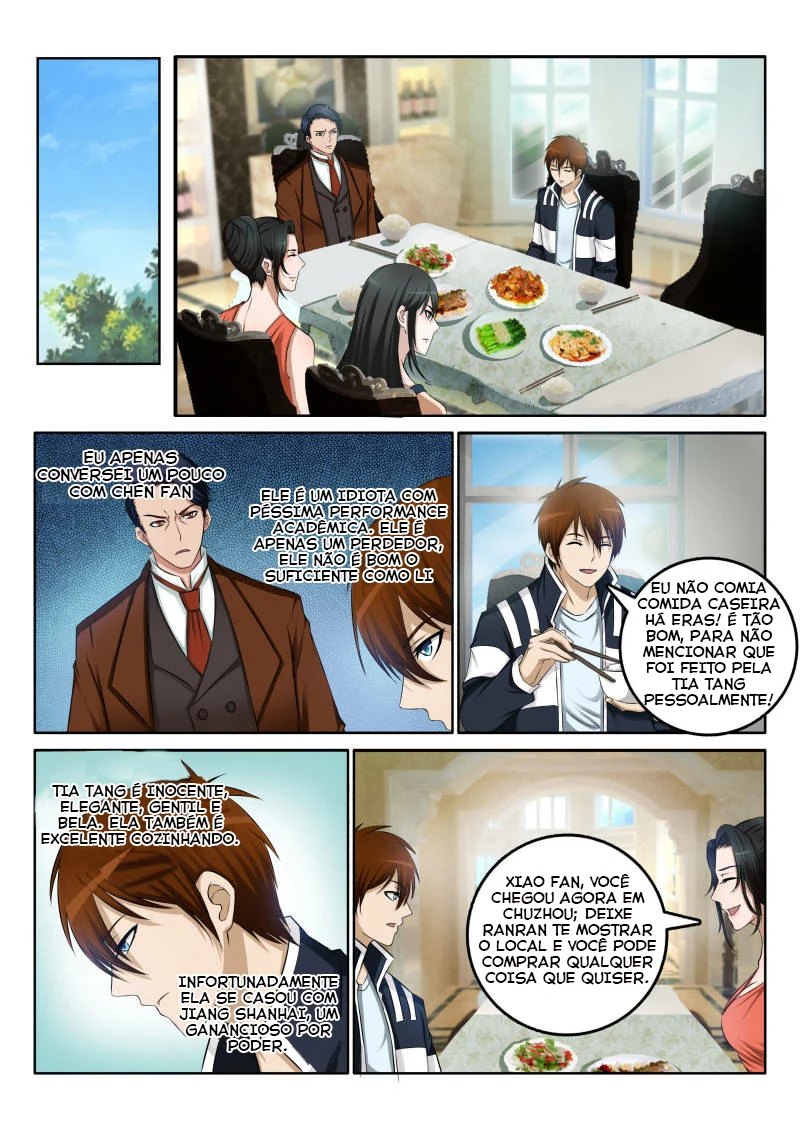 EU APENAS
CONVERSEI UM POUCO
COM CHEN FAN
ELE É UM IDIOTA COM
PÉSSIMA PERFORMANCE
ACADÊMICA. ELE É
APENAS UM PERDEDOR,
ELE NÃO É BOM O
SUFICIENTE COMO LI
EU NÃO COMIA
COMIDA CASEIRA
HÁ ERAS! É TÃO
BOM, PARA NÃO
MENCIONAR QUE
FOI FEITO PELA
TIA TANG
PESSOALMENTE!
TIA TANG É INOCENTE,
ELEGANTE, GENTIL E
BELA. ELA TAMBÉM É
EXCELENTE COZINHANDO.
INFORTUNADAMENTE
ELA SE CASOU COM
JIANG SHANHAI, UM
GANANCIOSO POR
PODER.
XIAO FAN, VOCÊ
CHEGOU AGORA EM
CHUZHOU; DEIXE
RANRAN TE MOSTRAR
O LOCAL E VOCÊ PODE
COMPRAR QUALQUER
COISA QUE QUISER.